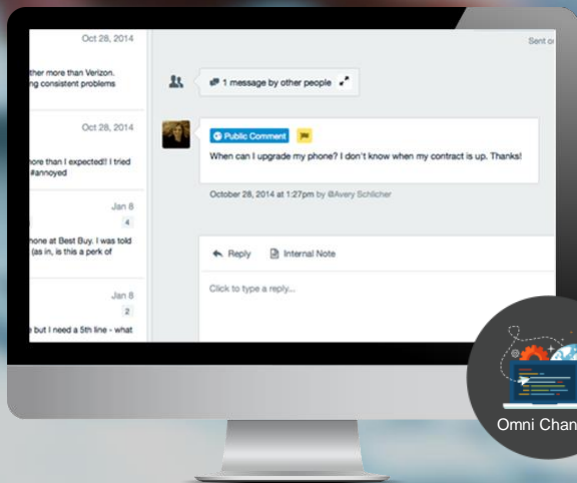 Oct 28, 2014
ther more than Verizon.
ng consistent problems
Oct 28, 2014
more than I expected!! I tried
#annoyed
Jan 8
4
hone at Best Buy. I was told
(as in, is this a perk of
Jan 8
2
but I need a 5th line - what
Sent
1 message by other people
Public Comment
When can I upgrade my phone? I don't know when my contract is up. Thanks!
October 28, 2014 at 1:27pm by @Avery Schlicher
Reply Internal Note
Click to type a reply...
Omni Chan